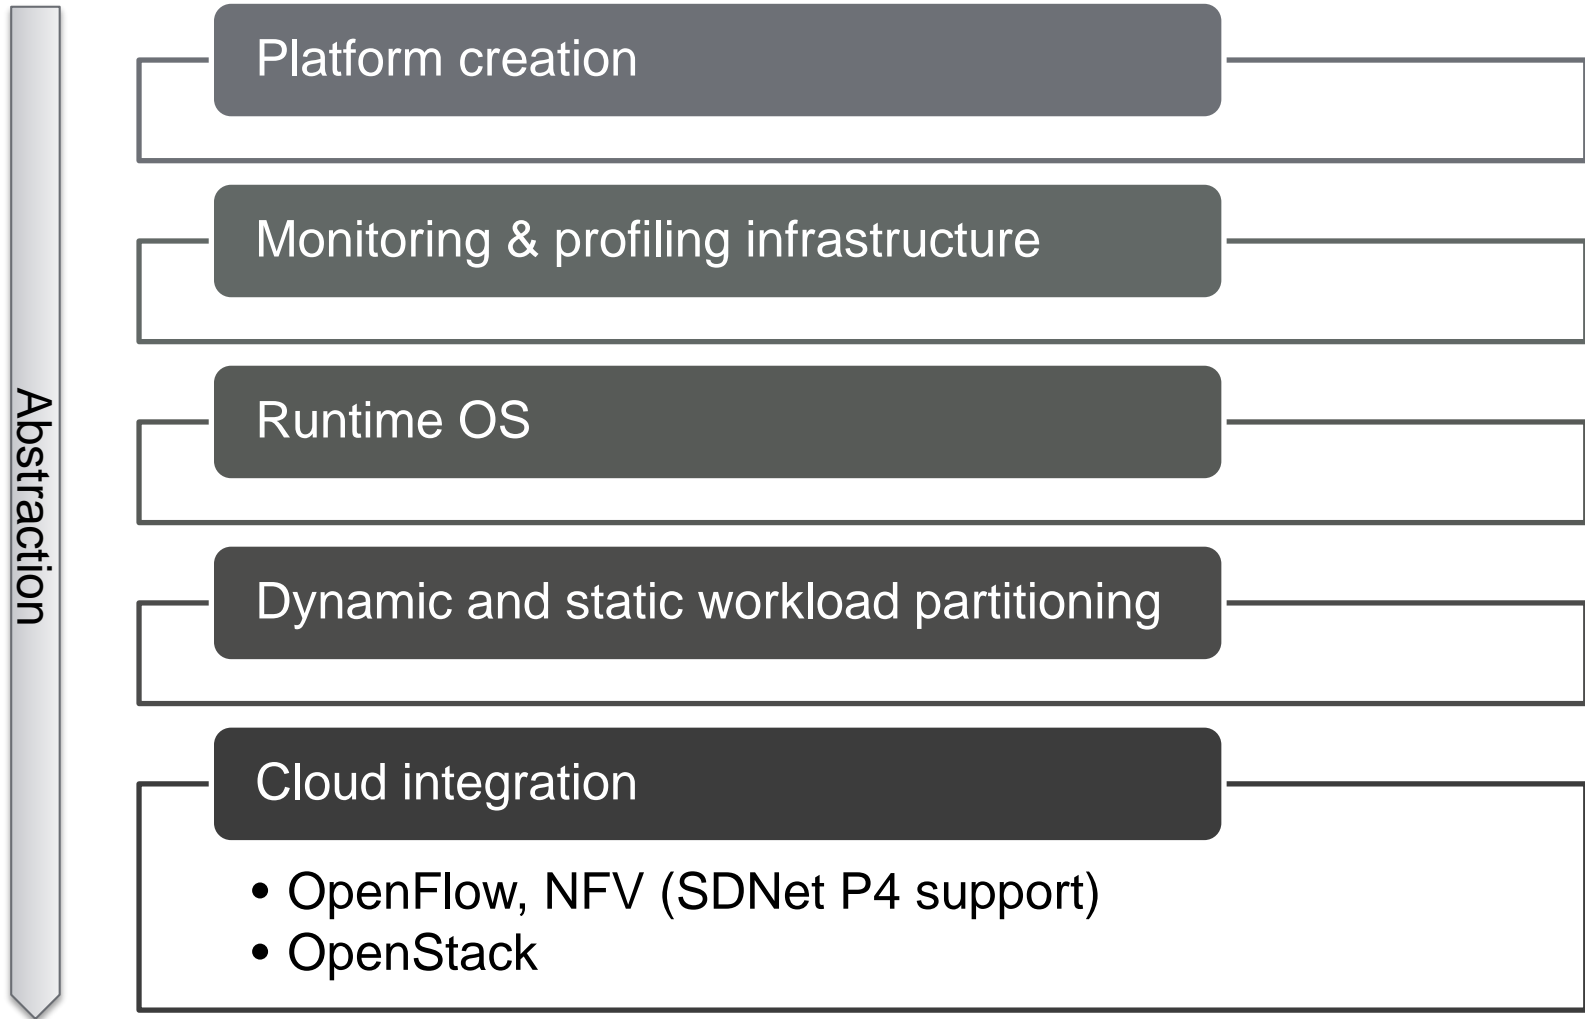 Abstraction
Platform creation
Monitoring & profiling infrastructure
Runtime OS
Dynamic and static workload partitioning
Cloud integration
• OpenFlow, NFV (SDNet P4 support)
• OpenStack